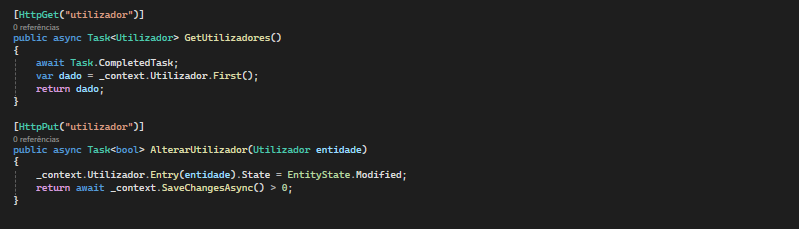 [HttpGet("utilizador")]
0 referências
public async Task<Utilizador> GetUtilizadores()
{
await Task.CompletedTask;
var dado = _context.Utilizador.First();
return dado;
}
[HttpPut("utilizador")]
0 referências
public async Task<bool> AlterarUtilizador(Utilizador entidade)
{
_context.Utilizador.Entry(entidade).State = EntityState.Modified;
return await _context.SaveChangesAsync() > 0;
}